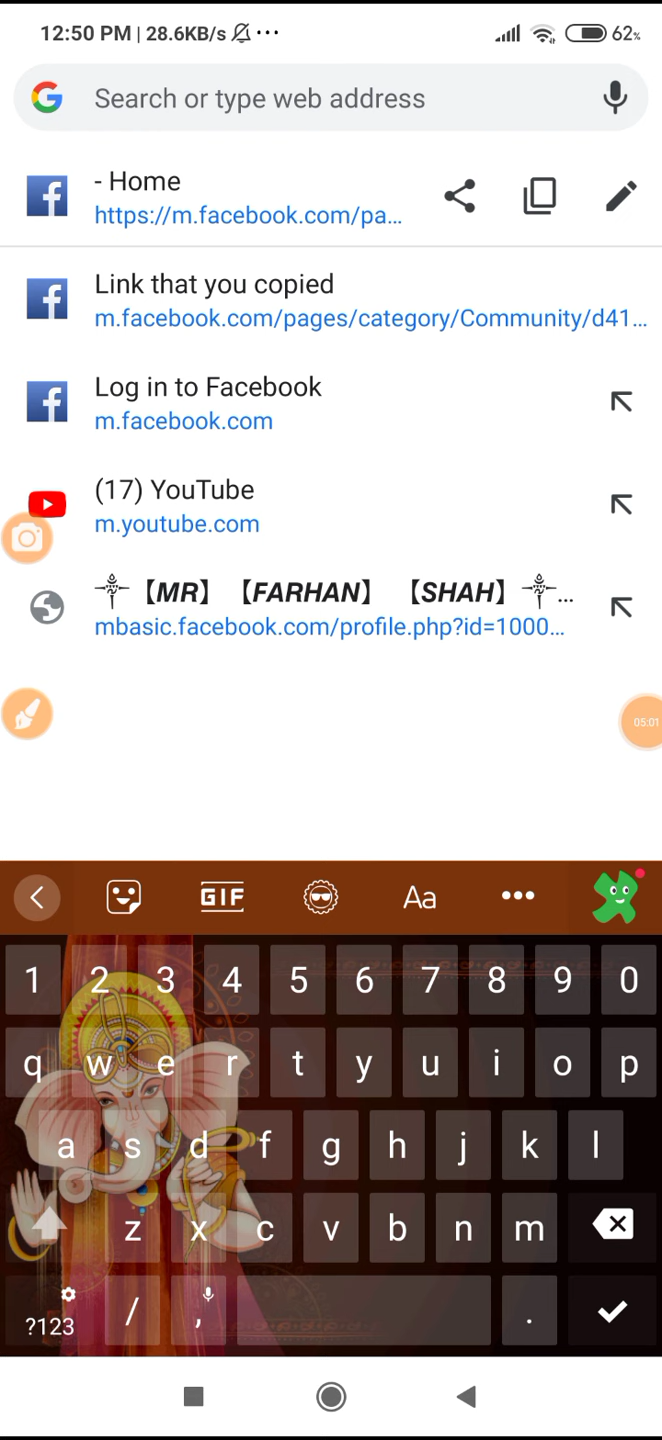 12:50 PM | 28.6KB/s ... 62%
Search or type web address
- Home
https://m.facebook.com/pa...
Link that you copied
m.facebook.com/pages/category/Community/d41...
Log in to Facebook
m.facebook.com
(17) YouTube
m.youtube.com
【MR】 【FARHAN】 【SHAH】...
mbasic.facebook.com/profile.php?id=1000...
05:01
GIF Aa •••
1 2 3 4 5 6 7 8 9 0
q w e r t y u i o p
a s d f g h j k l
z x c v b n m
?123 / , .